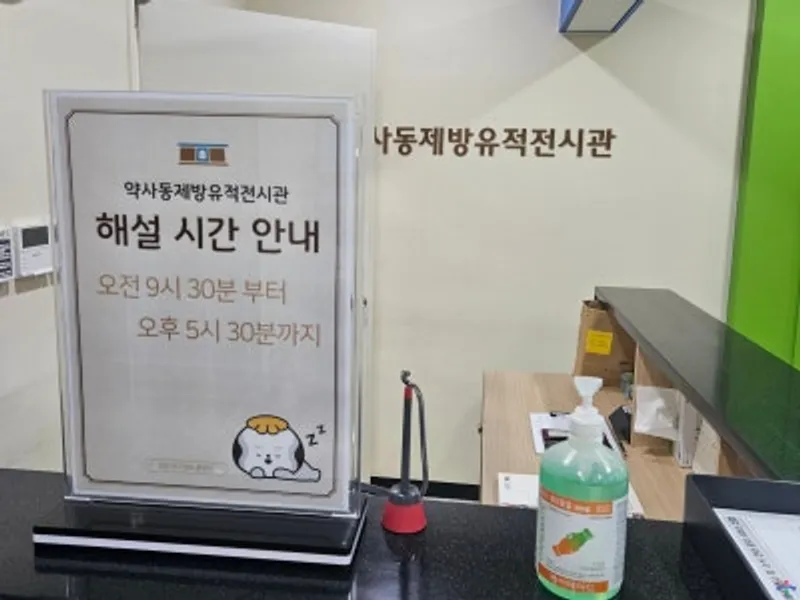 약사동제방유적전시관
해설 시간 안내
오전 9시 30분 부터
오후 5시 30분까지
zz
사동제방유적전시관